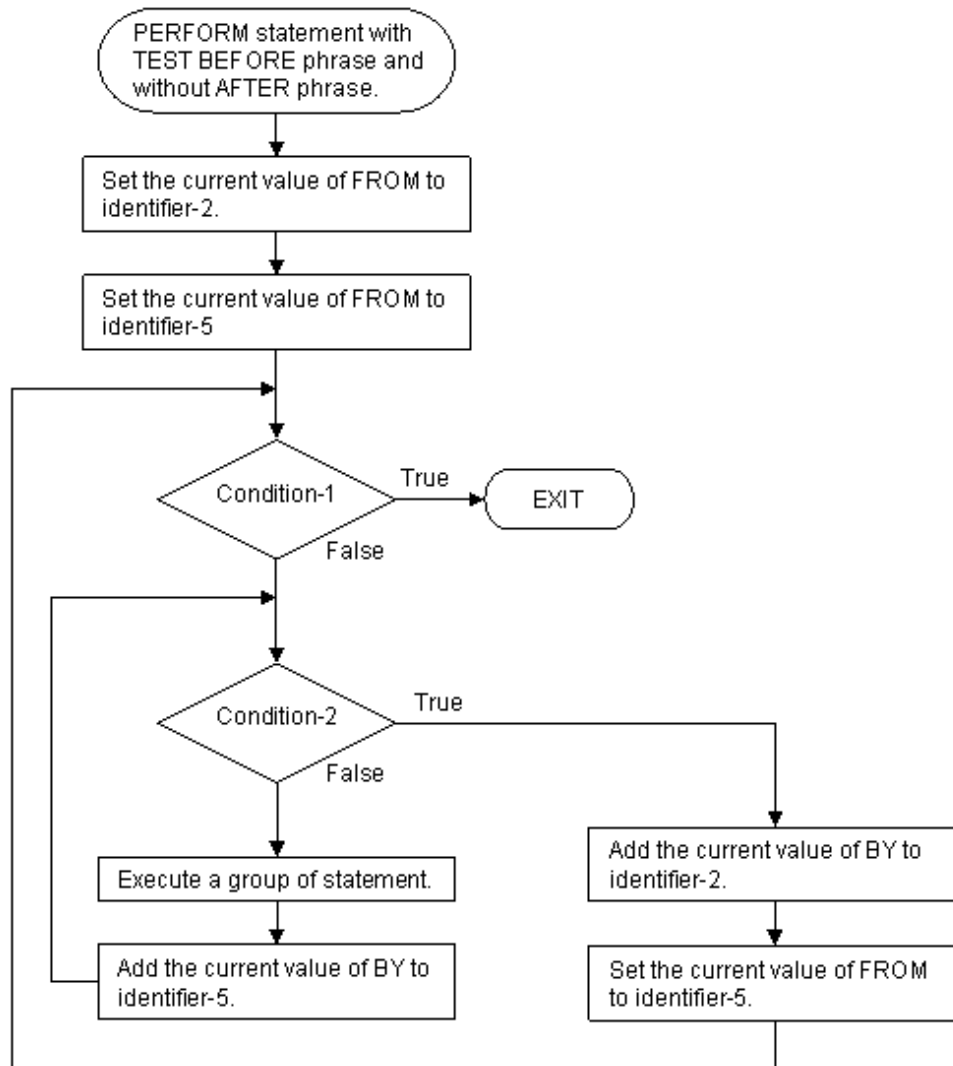 PERFORM statement with
TEST BEFORE phrase and
without AFTER phrase.
Set the current value of FROM to
identifier-2.
Set the current value of FROM to
identifier-5
Condition-1
True
EXIT
False
Condition-2
True
False
Execute a group of statement.
Add the current value of BY to
identifier-5.
Add the current value of BY to
identifier-2.
Set the current value of FROM
to identifier-5.